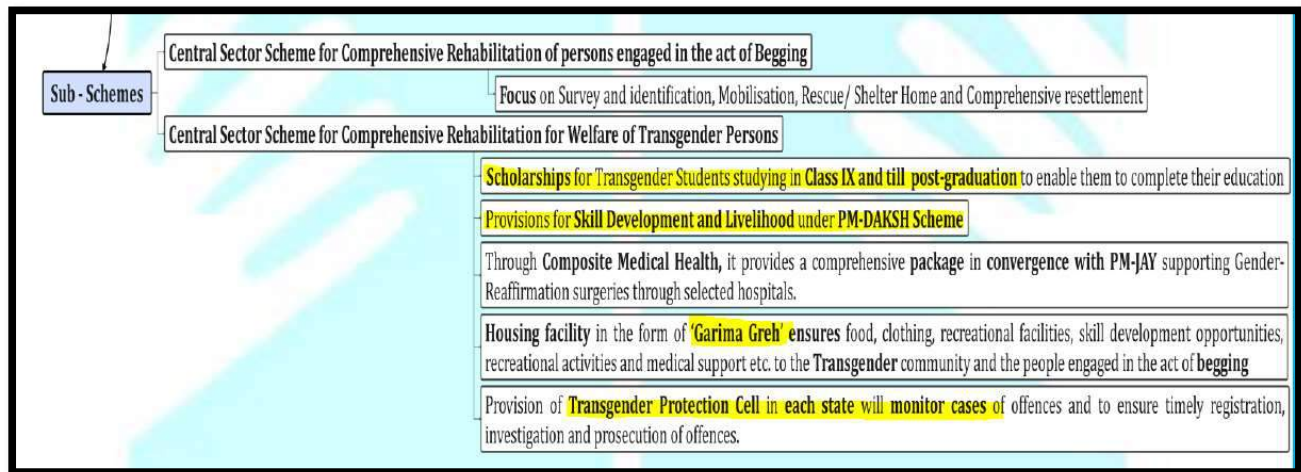 Central Sector Scheme for Comprehensive Rehabilitation of persons engaged in the act of Begging
Sub - Schemes
Focus on Survey and identification, Mobilisation, Rescue/ Shelter Home and Comprehensive resettlement
Central Sector Scheme for Comprehensive Rehabilitation for Welfare of Transgender Persons
Scholarships for Transgender Students studying in Class IX and till post-graduation to enable them to complete their education
Provisions for Skill Development and Livelihood under PM-DAKSH Scheme
Through Composite Medical Health, it provides a comprehensive package in convergence with PM-JAY supporting Gender-
Reaffirmation surgeries through selected hospitals.
Housing facility in the form of 'Garima Greh' ensures food, clothing, recreational facilities, skill development opportunities,
recreational activities and medical support etc. to the Transgender community and the people engaged in the act of begging
Provision of Transgender Protection Cell in each state will monitor cases of offences and to ensure timely registration,
investigation and prosecution of offences.